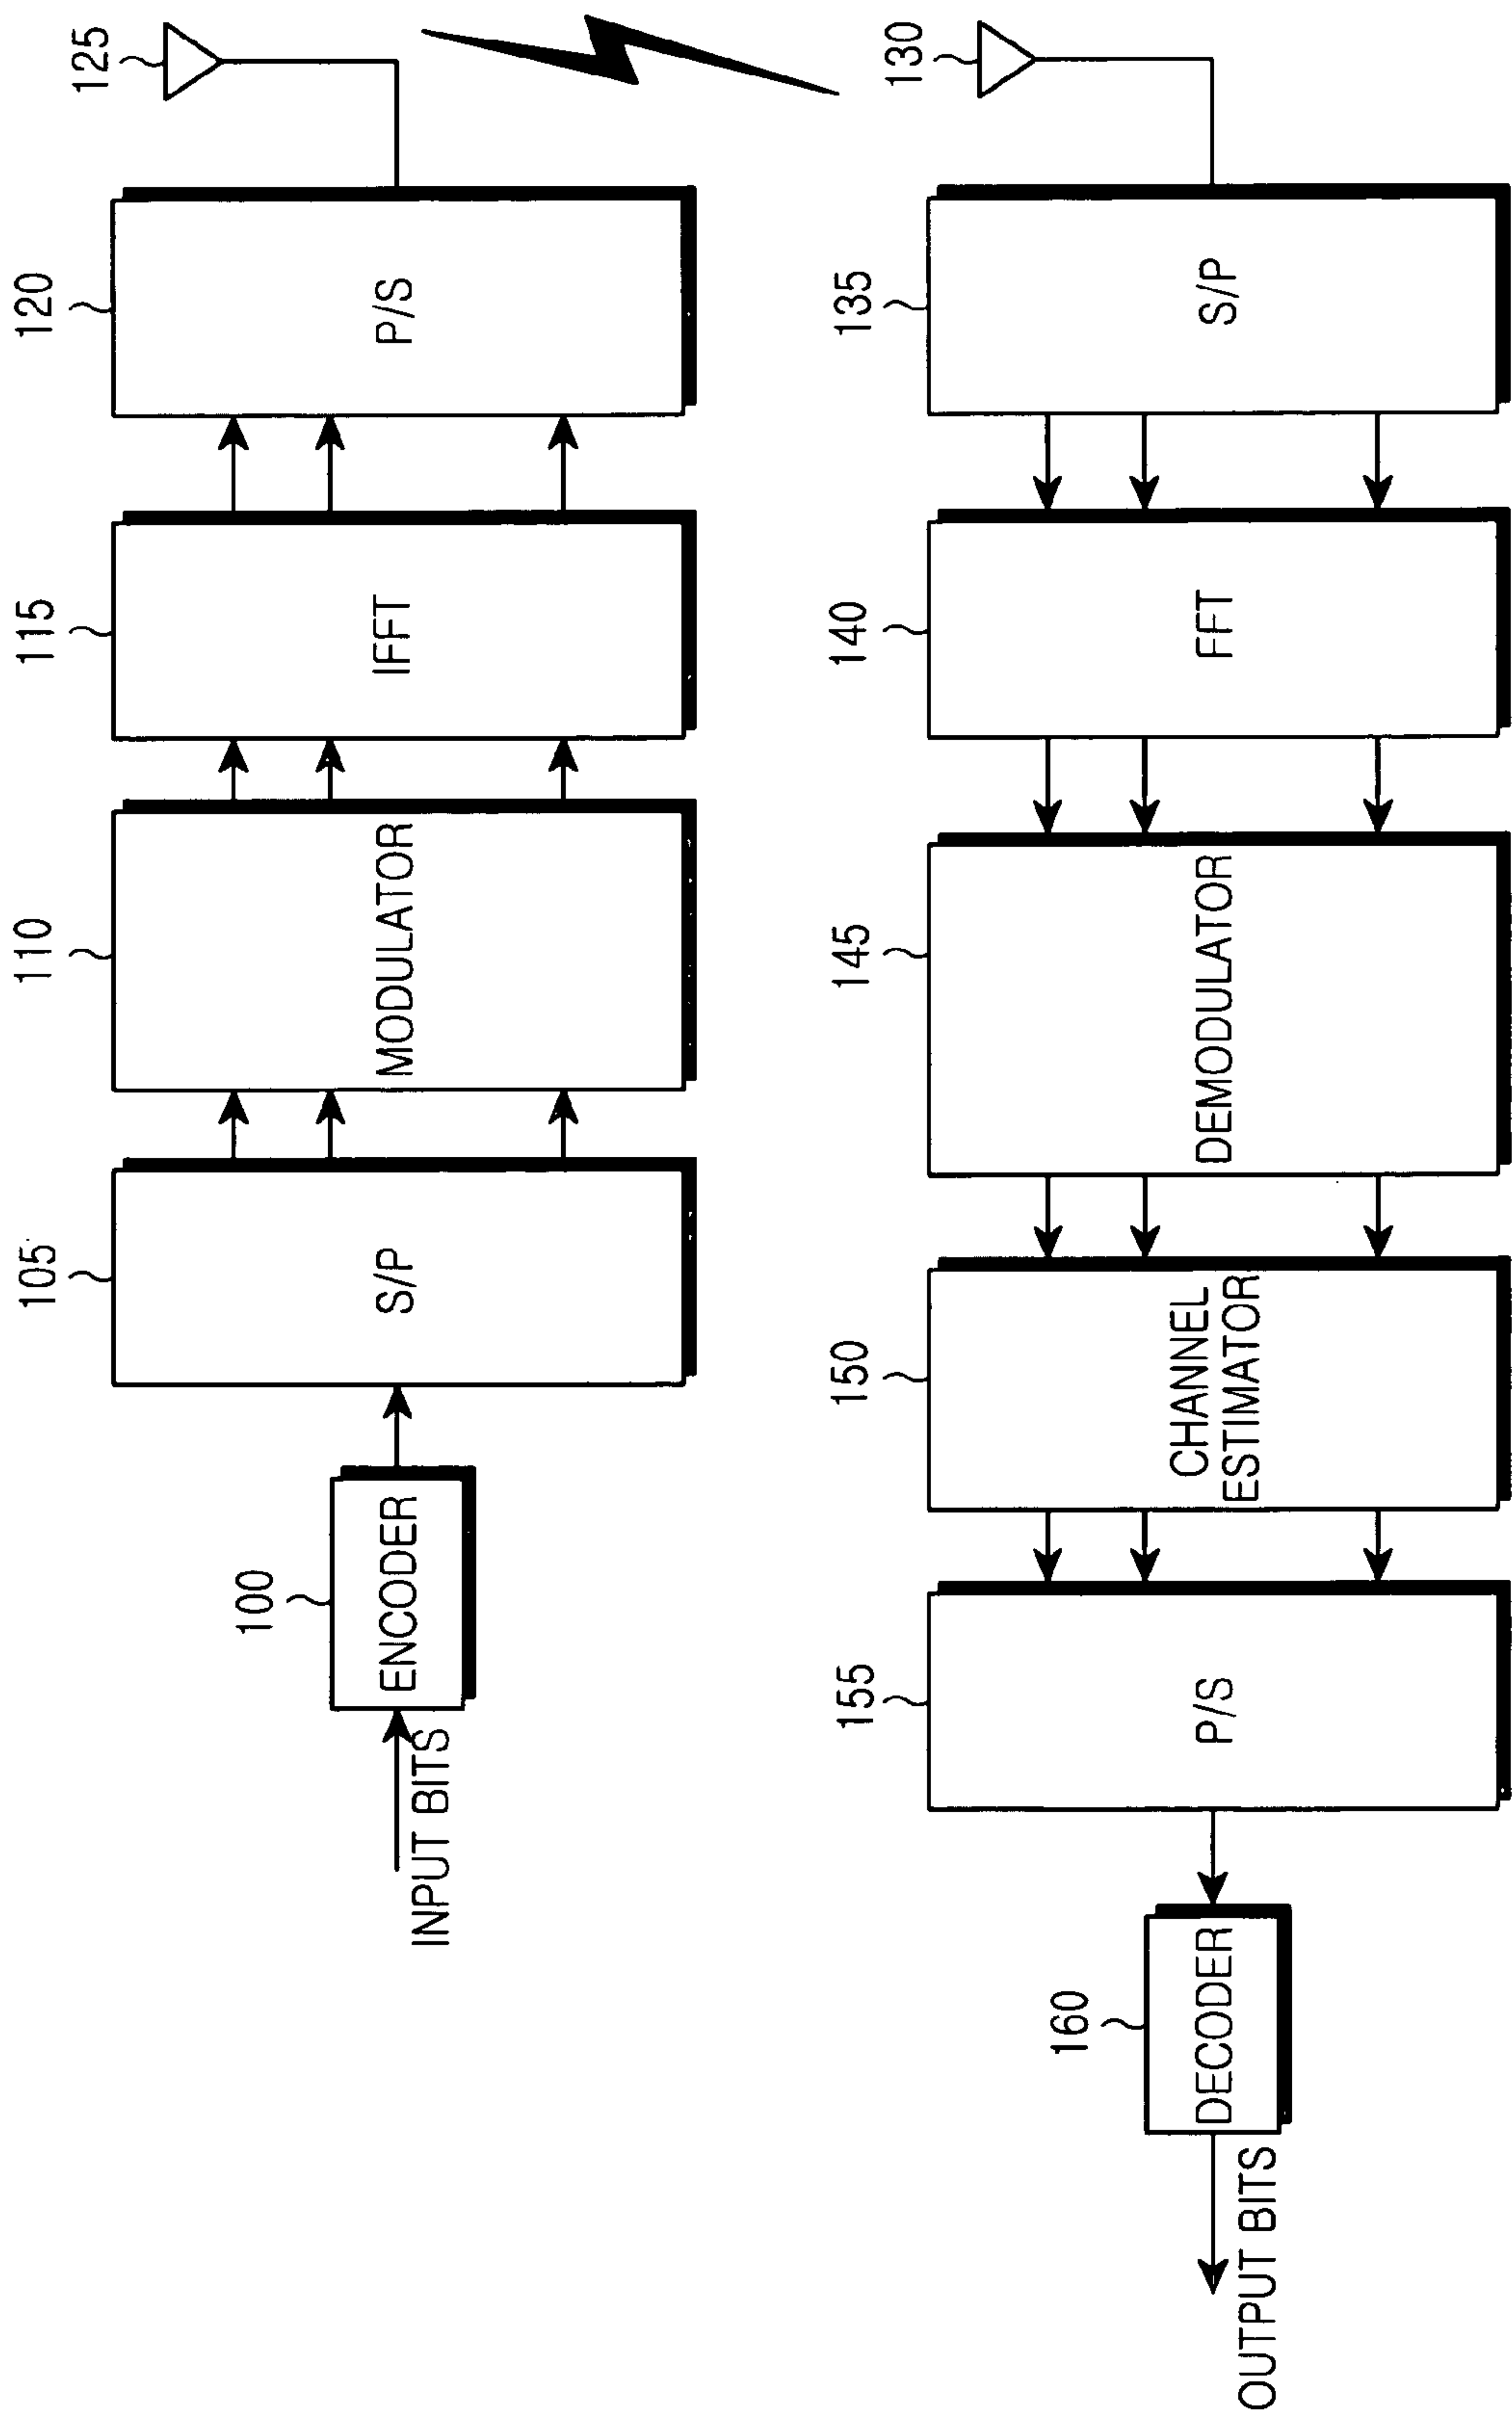 125
120
115
110
105
100
P/S
IFFT
MODULATOR
S/P
ENCODER
INPUT BITS
130
135
140
145
150
155
160
S/P
FFT
DEMODULATOR
CHANNEL
ESTIMATOR
P/S
DECODER
OUTPUT BITS